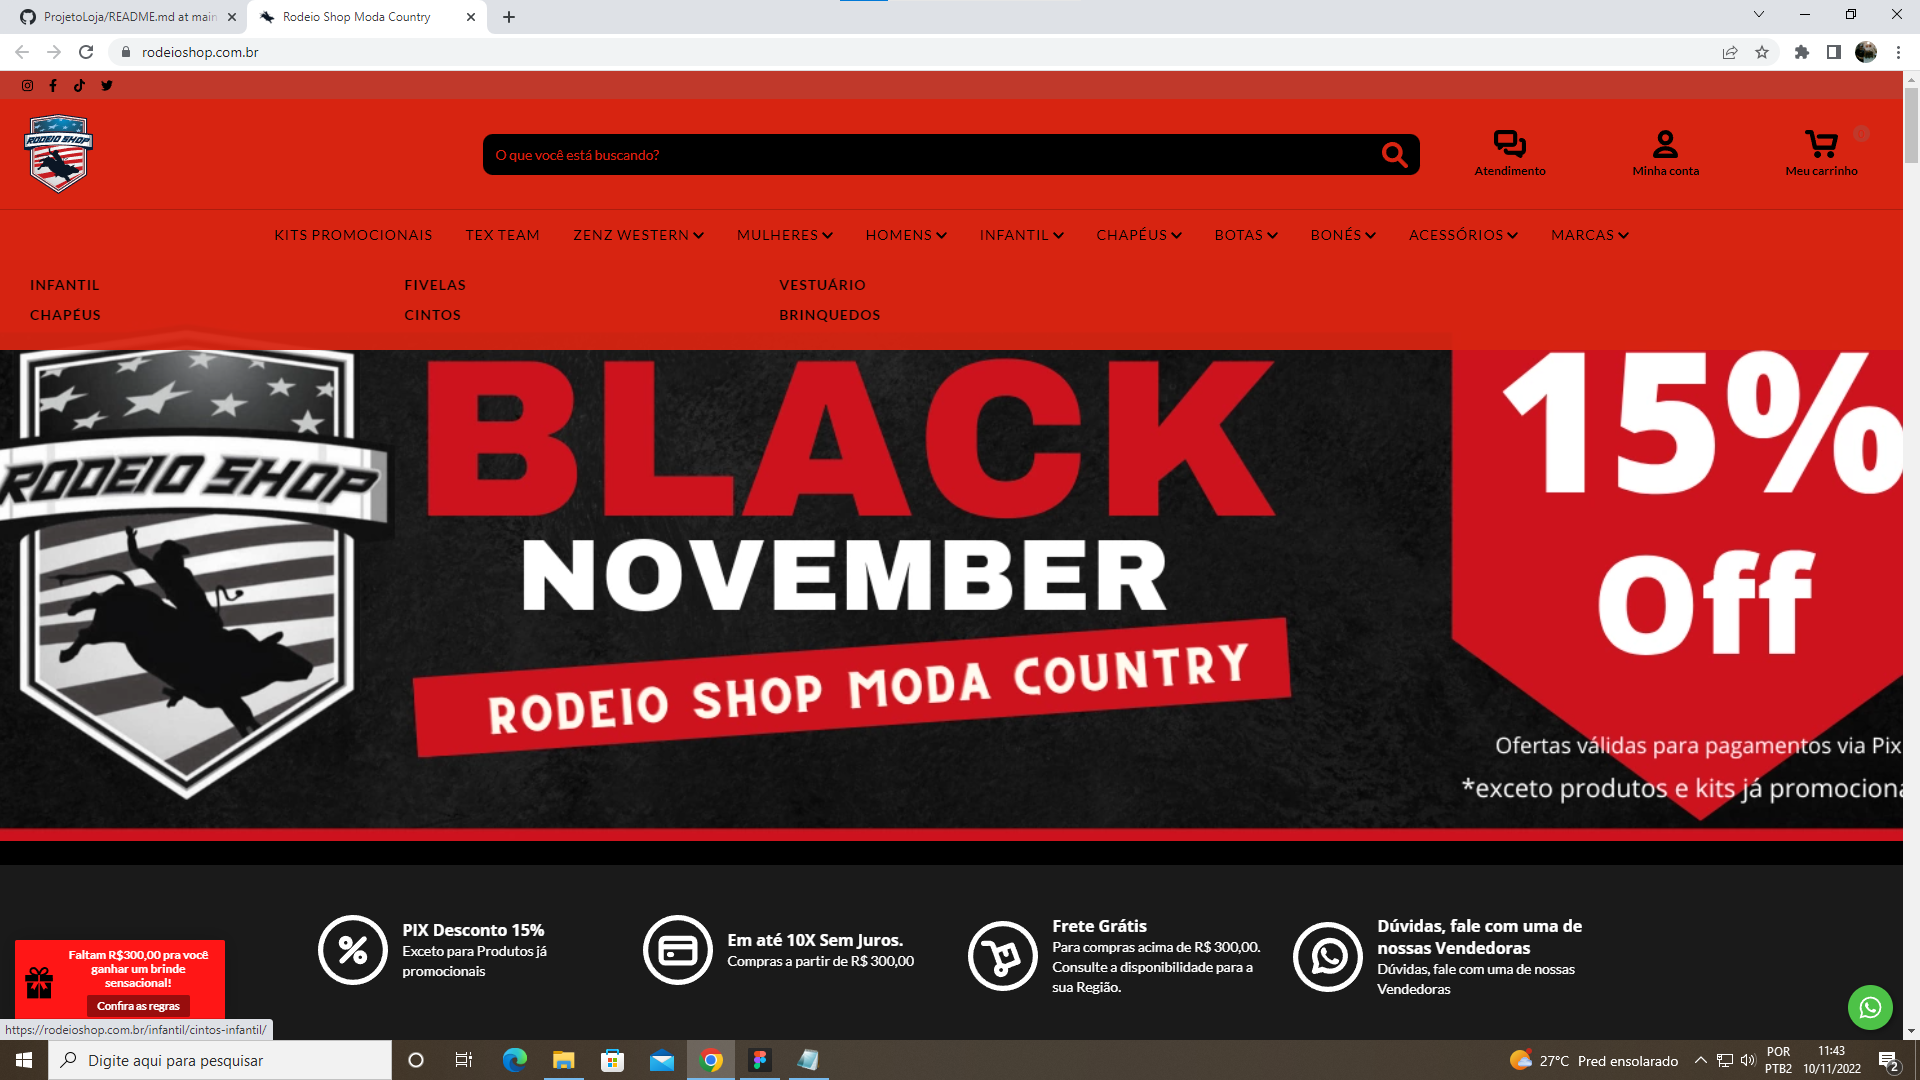 ProjetoLoja/README.md at main
Rodeio Shop Moda Country
rodeioshop.com.br
RODEIO SHOP
O que você está buscando?
Atendimento
Minha conta
0
Meu carrinho
KITS PROMOCIONAIS
TEX TEAM
ZENZ WESTERN
MULHERES
HOMENS
INFANTIL
CHAPÉUS
BOTAS
BONÉS
ACESSÓRIOS
MARCAS
INFANTIL
FIVELAS
VESTUÁRIO
CHAPÉUS
CINTOS
BRINQUEDOS
RODEIO SHOP
BLACK
NOVEMBER
RODEIO SHOP MODA COUNTRY
15%
Off
Ofertas válidas para pagamentos via Pix
*exceto produtos e kits já promociona
PIX Desconto 15%
Exceto para Produtos já
promocionais
Em até 10X Sem Juros.
Compras a partir de R$ 300,00
Frete Grátis
Para compras acima de R$ 300,00.
Consulte a disponibilidade para a
sua Região.
Dúvidas, fale com uma de
nossas Vendedoras
Dúvidas, fale com uma de nossas
Vendedoras
Faltam R$300,00 pra você
ganhar um brinde
sensacional!
Confira as regras
https://rodeioshop.com.br/infantil/cintos-infantil/
Digite aqui para pesquisar
27°C Pred ensolarado
POR
PTB2
11:43
10/11/2022
2